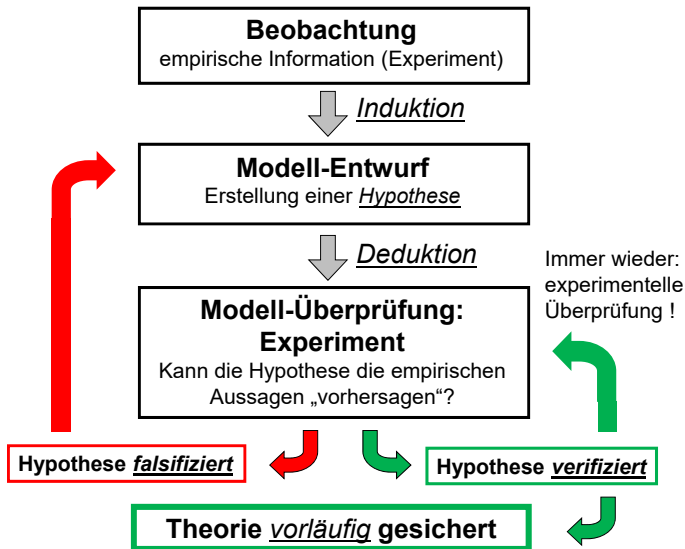 Beobachtung
empirische Information (Experiment)
Induktion
Modell-Entwurf
Erstellung einer Hypothese
Deduktion
Immer wieder:
experimentelle
Überprüfung !
Modell-Überprüfung:
Experiment
Kann die Hypothese die empirischen
Aussagen „vorhersagen“?
Hypothese falsifiziert
Hypothese verifiziert
Theorie vorläufig gesichert